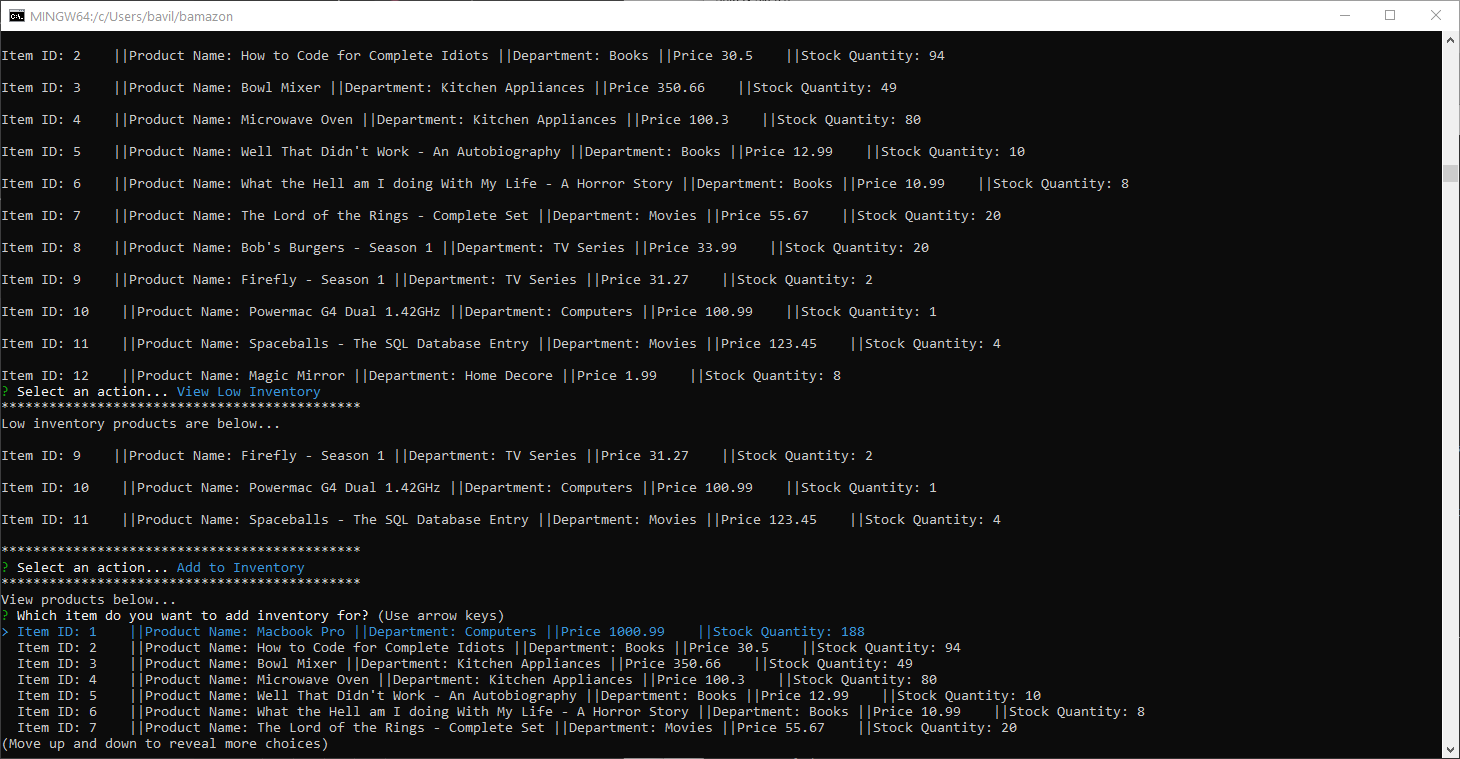 MINGW64:/c/Users/bavil/bamazon
Item ID: 2    ||Product Name: How to Code for Complete Idiots ||Department: Books ||Price 30.5    ||Stock Quantity: 94
Item ID: 3    ||Product Name: Bowl Mixer ||Department: Kitchen Appliances ||Price 350.66    ||Stock Quantity: 49
Item ID: 4    ||Product Name: Microwave Oven ||Department: Kitchen Appliances ||Price 100.3    ||Stock Quantity: 80
Item ID: 5    ||Product Name: Well That Didn't Work - An Autobiography ||Department: Books ||Price 12.99    ||Stock Quantity: 10
Item ID: 6    ||Product Name: What the Hell am I doing With My Life - A Horror Story ||Department: Books ||Price 10.99    ||Stock Quantity: 8
Item ID: 7    ||Product Name: The Lord of the Rings - Complete Set ||Department: Movies ||Price 55.67    ||Stock Quantity: 20
Item ID: 8    ||Product Name: Bob's Burgers - Season 1 ||Department: TV Series ||Price 33.99    ||Stock Quantity: 20
Item ID: 9    ||Product Name: Firefly - Season 1 ||Department: TV Series ||Price 31.27    ||Stock Quantity: 2
Item ID: 10    ||Product Name: Powermac G4 Dual 1.42GHz ||Department: Computers ||Price 100.99    ||Stock Quantity: 1
Item ID: 11    ||Product Name: Spaceballs - The SQL Database Entry ||Department: Movies ||Price 123.45    ||Stock Quantity: 4
Item ID: 12    ||Product Name: Magic Mirror ||Department: Home Decore ||Price 1.99    ||Stock Quantity: 8
? Select an action... View Low Inventory
*********************************************
Low inventory products are below...
Item ID: 9    ||Product Name: Firefly - Season 1 ||Department: TV Series ||Price 31.27    ||Stock Quantity: 2
Item ID: 10    ||Product Name: Powermac G4 Dual 1.42GHz ||Department: Computers ||Price 100.99    ||Stock Quantity: 1
Item ID: 11    ||Product Name: Spaceballs - The SQL Database Entry ||Department: Movies ||Price 123.45    ||Stock Quantity: 4
*********************************************
? Select an action... Add to Inventory
*********************************************
View products below...
? Which item do you want to add inventory for? (Use arrow keys)
> Item ID: 1    ||Product Name: Macbook Pro ||Department: Computers ||Price 1000.99    ||Stock Quantity: 188
  Item ID: 2    ||Product Name: How to Code for Complete Idiots ||Department: Books ||Price 30.5    ||Stock Quantity: 94
  Item ID: 3    ||Product Name: Bowl Mixer ||Department: Kitchen Appliances ||Price 350.66    ||Stock Quantity: 49
  Item ID: 4    ||Product Name: Microwave Oven ||Department: Kitchen Appliances ||Price 100.3    ||Stock Quantity: 80
  Item ID: 5    ||Product Name: Well That Didn't Work - An Autobiography ||Department: Books ||Price 12.99    ||Stock Quantity: 10
  Item ID: 6    ||Product Name: What the Hell am I doing With My Life - A Horror Story ||Department: Books ||Price 10.99    ||Stock Quantity: 8
  Item ID: 7    ||Product Name: The Lord of the Rings - Complete Set ||Department: Movies ||Price 55.67    ||Stock Quantity: 20
(Move up and down to reveal more choices)